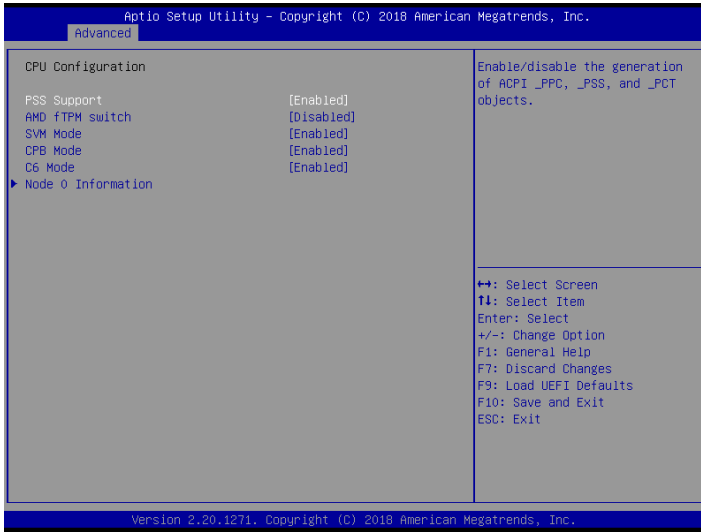 Aptio Setup Utility – Copyright (C) 2018 American Megatrends, Inc.
Advanced
CPU Configuration
PSS Support [Enabled]
AMD fTPM switch [Disabled]
SVM Mode [Enabled]
CPB Mode [Enabled]
C6 Mode [Enabled]
Node 0 Information
Enable/disable the generation
of ACPI _PPC, _PSS, and _PCT
objects.
↔: Select Screen
↑↓: Select Item
Enter: Select
+/-: Change Option
F1: General Help
F7: Discard Changes
F9: Load UEFI Defaults
F10: Save and Exit
ESC: Exit
Version 2.20.1271. Copyright (C) 2018 American Megatrends, Inc.